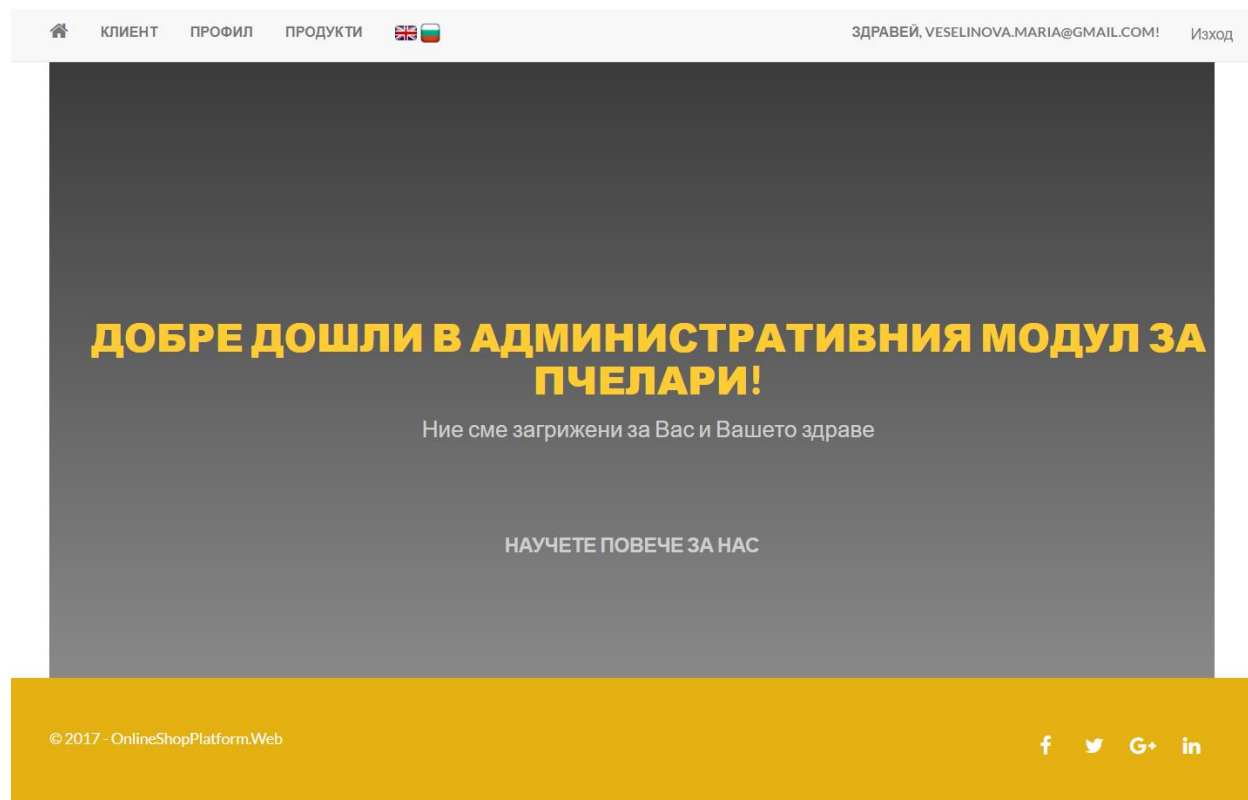 КЛИЕНТ ПРОФИЛ ПРОДУКТИ ЗДРАВЕЙ, VESELINOVA.MARIA@GMAIL.COM! Изход
ДОБРЕ ДОШЛИ В АДМИНИСТРАТИВНИЯ МОДУЛ ЗА
ПЧЕЛАРИ!
Ние сме загрижени за Вас и Вашето здраве
НАУЧЕТЕ ПОВЕЧЕ ЗА НАС
© 2017 - OnlineShopPlatform.Web